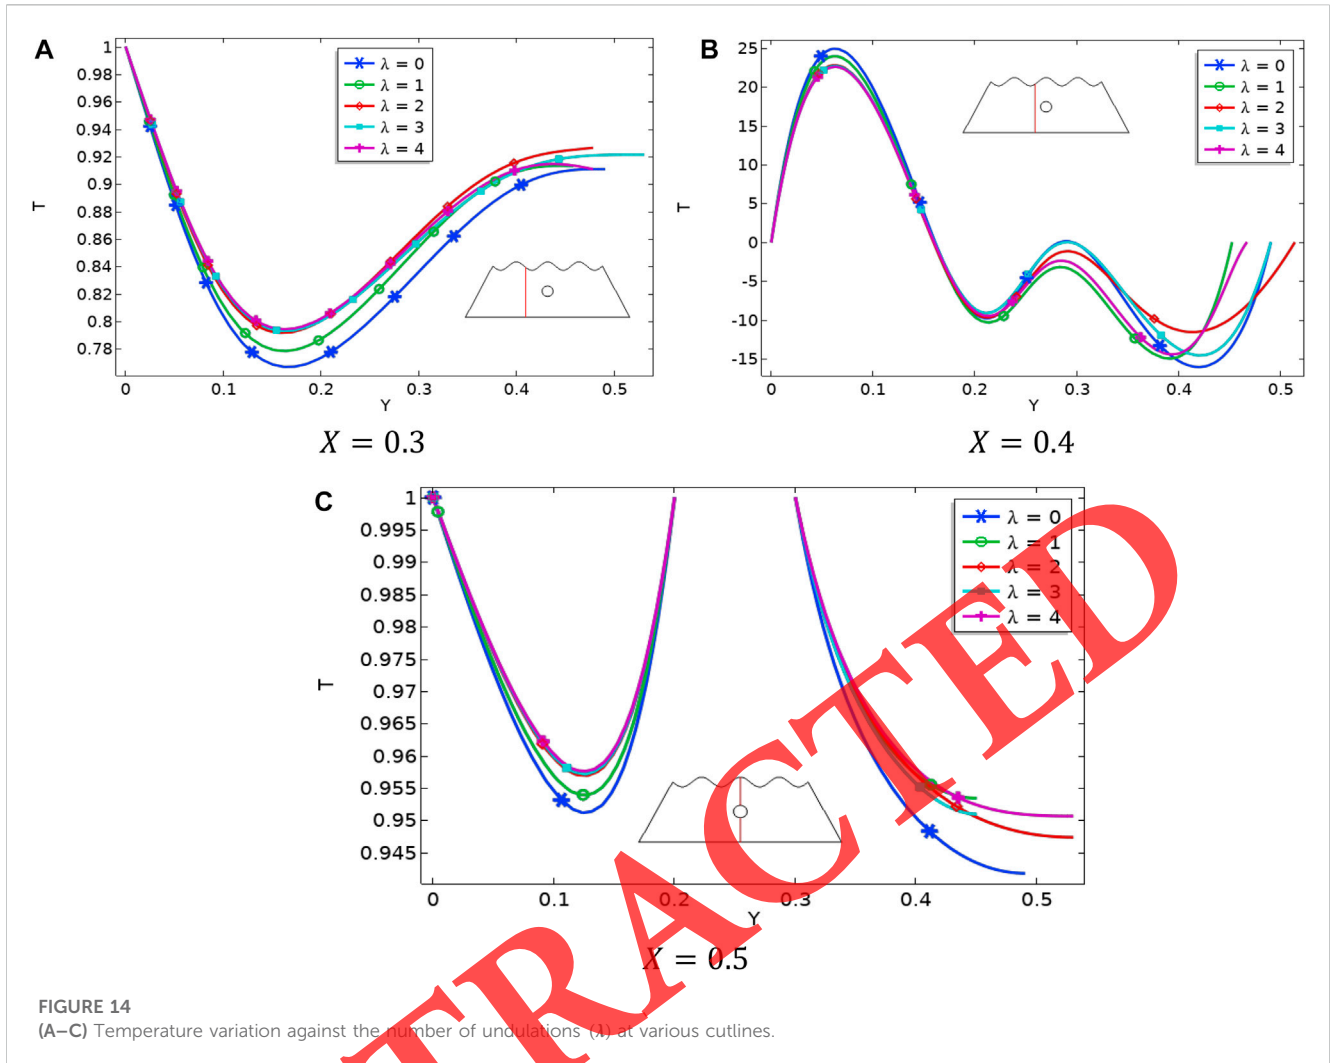 A
1
0.98
0.96
0.94
0.92
0.9
0.88
0.86
0.84
0.82
0.8
0.78
T
0 0.1 0.2 0.3 0.4 0.5
Y
λ = 0
λ = 1
λ = 2
λ = 3
λ = 4
X = 0.3
B
25
20
15
10
5
0
-5
-10
-15
T
0 0.1 0.2 0.3 0.4 0.5
Y
λ = 0
λ = 1
λ = 2
λ = 3
λ = 4
X = 0.4
C
1
0.995
0.99
0.985
0.98
0.975
0.97
0.965
0.96
0.955
0.95
0.945
T
0 0.1 0.2 0.3 0.4 0.5
Y
λ = 0
λ = 1
λ = 2
λ = 3
λ = 4
X = 0.5
TRACTED
FIGURE 14
(A–C) Temperature variation against the number of undulations (λ) at various cutlines.